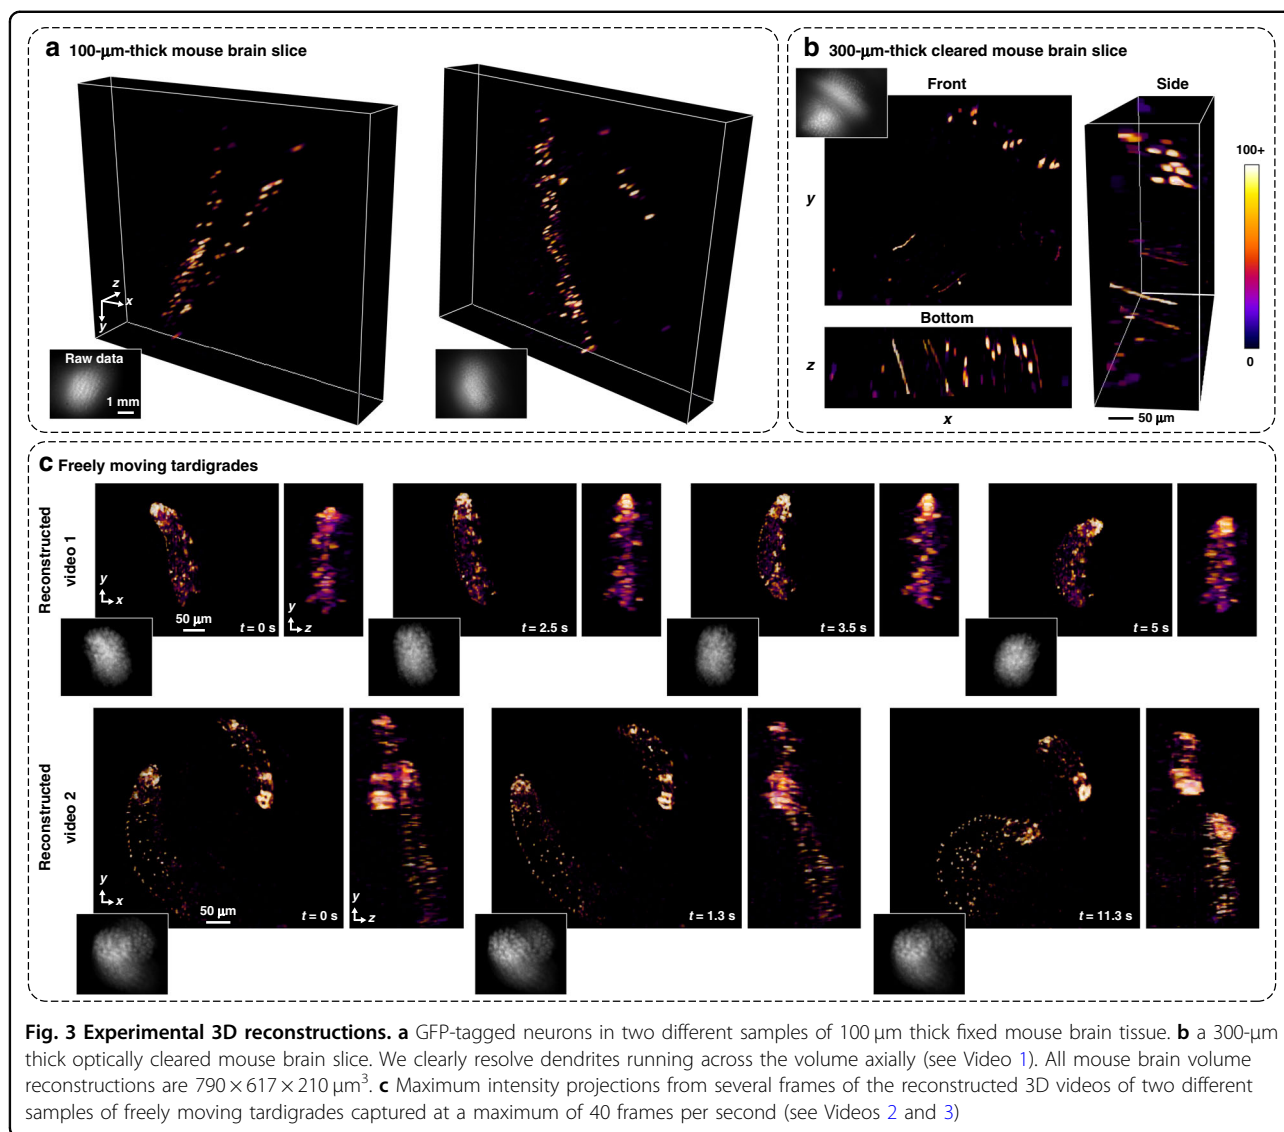 a 100-μm-thick mouse brain slice
z
x
y
Raw data
1 mm
b 300-μm-thick cleared mouse brain slice
Front
Side
y
100+
0
Bottom
z
x
50 μm
c Freely moving tardigrades
Reconstructed
video 1
y
x
50 μm
t = 0 s
y
z
t = 2.5 s
t = 3.5 s
t = 5 s
Reconstructed
video 2
y
x
50 μm
t = 0 s
y
z
t = 1.3 s
t = 11.3 s
Fig. 3 Experimental 3D reconstructions. a GFP-tagged neurons in two different samples of 100 μm thick fixed mouse brain tissue. b a 300-μm
thick optically cleared mouse brain slice. We clearly resolve dendrites running across the volume axially (see Video 1). All mouse brain volume
reconstructions are 790 × 617 × 210 μm³. c Maximum intensity projections from several frames of the reconstructed 3D videos of two different
samples of freely moving tardigrades captured at a maximum of 40 frames per second (see Videos 2 and 3)